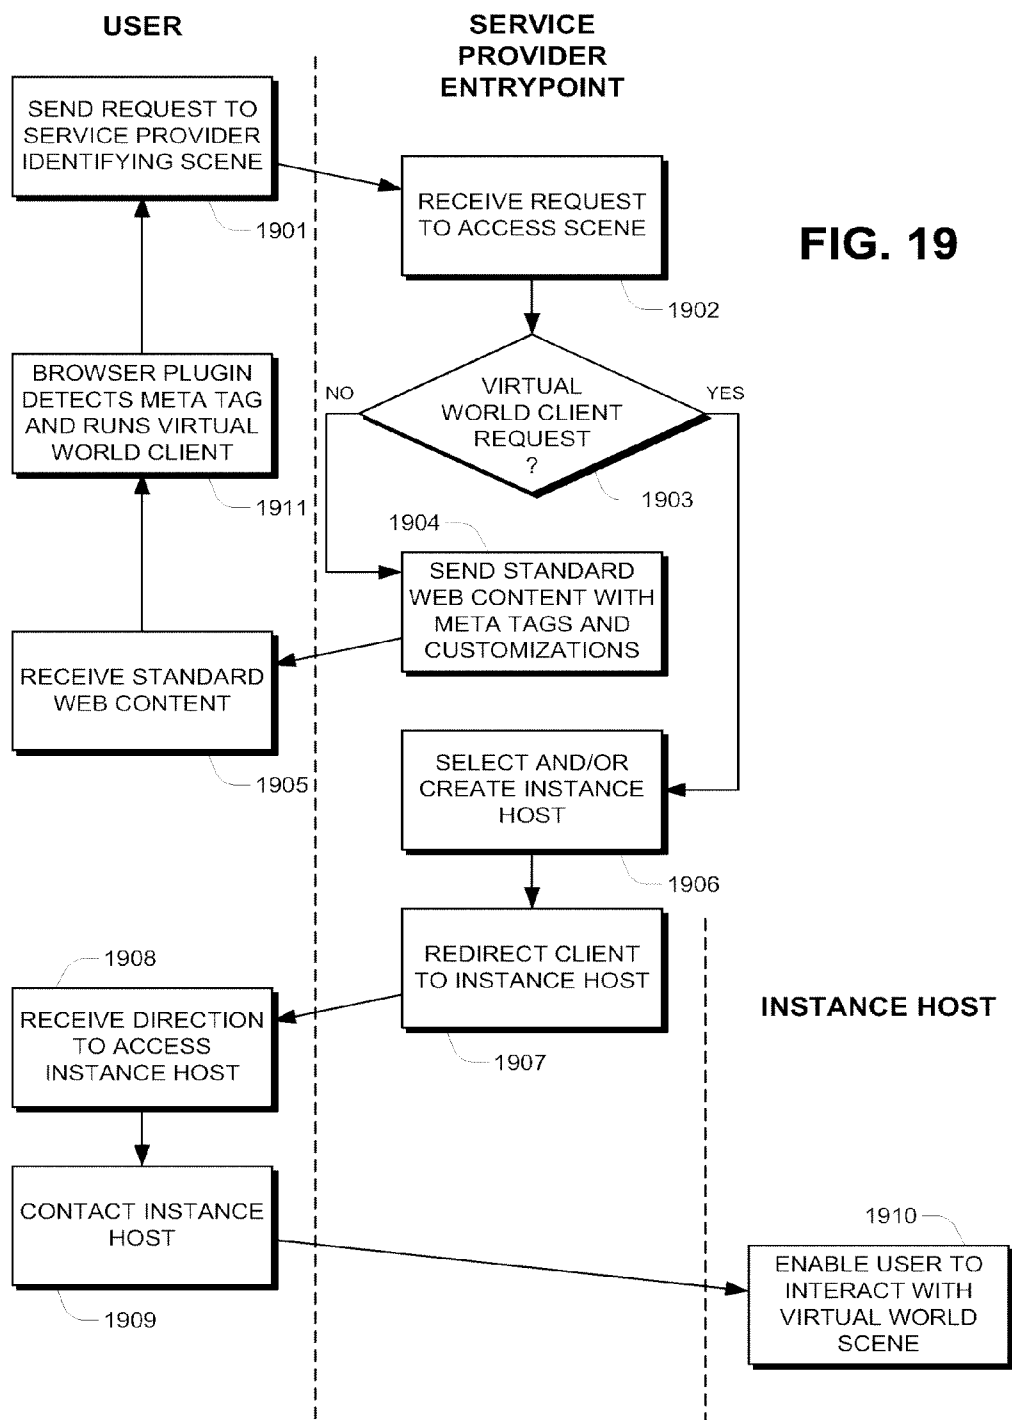 USER
SERVICE
PROVIDER
ENTRYPOINT
SEND REQUEST TO
SERVICE PROVIDER
IDENTIFYING SCENE
1901
RECEIVE REQUEST
TO ACCESS SCENE
1902
FIG. 19
BROWSER PLUGIN
DETECTS META TAG
AND RUNS VIRTUAL
WORLD CLIENT
1911
NO
VIRTUAL
WORLD CLIENT
REQUEST
?
YES
1903
1904
SEND STANDARD
WEB CONTENT WITH
META TAGS AND
CUSTOMIZATIONS
RECEIVE STANDARD
WEB CONTENT
1905
SELECT AND/OR
CREATE INSTANCE
HOST
1906
REDIRECT CLIENT
TO INSTANCE HOST
1907
INSTANCE HOST
1908
RECEIVE DIRECTION
TO ACCESS
INSTANCE HOST
CONTACT INSTANCE
HOST
1909
1910
ENABLE USER TO
INTERACT WITH
VIRTUAL WORLD
SCENE